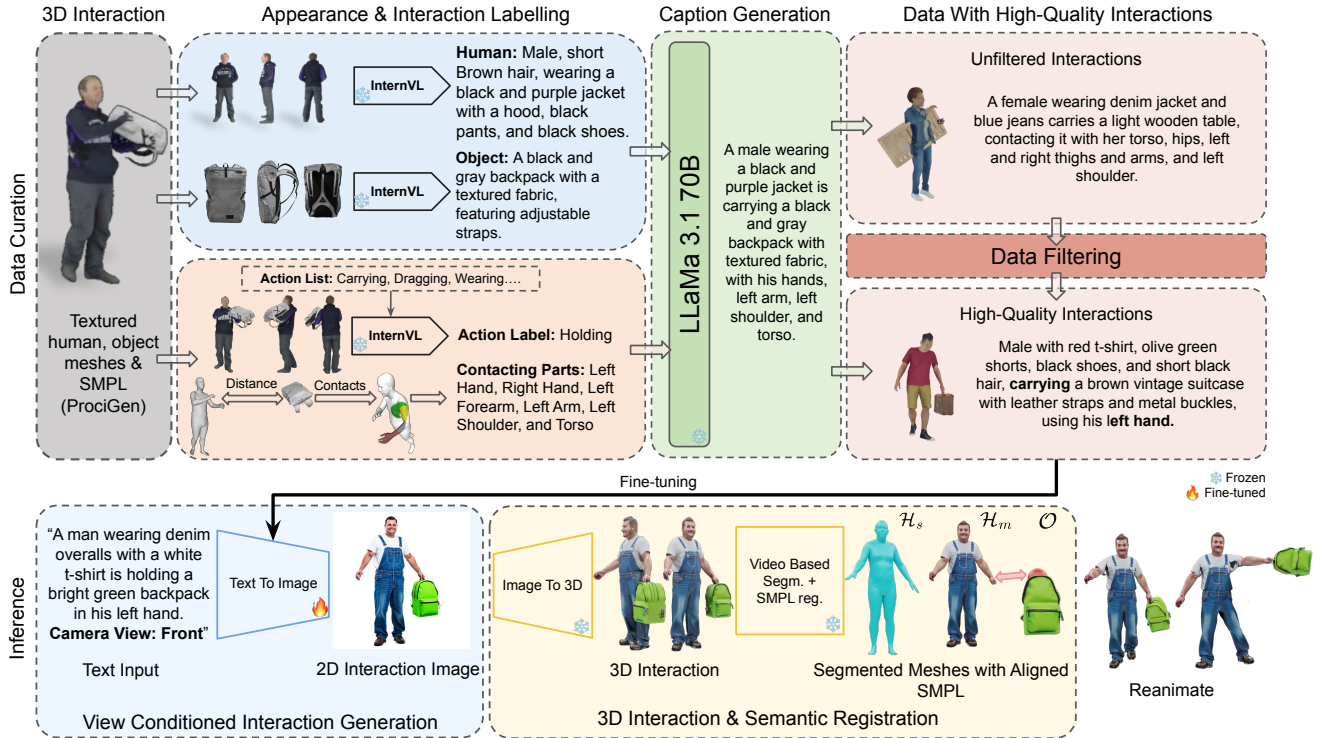 3D Interaction
Appearance & Interaction Labelling
Caption Generation
Data With High-Quality Interactions
Data Curation
Textured
human, object
meshes &
SMPL
(ProciGen)
InternVL
Human: Male, short
Brown hair, wearing a
black and purple jacket
with a hood, black
pants, and black shoes.
InternVL
Object: A black and
gray backpack with a
textured fabric,
featuring adjustable
straps.
Action List: Carrying, Dragging, Wearing….
InternVL
Action Label: Holding
Distance
Contacts
Contacting Parts: Left
Hand, Right Hand, Left
Forearm, Left Arm, Left
Shoulder, and Torso
LLaMa 3.1 70B
A male wearing
a black and
purple jacket is
carrying a black
and gray
backpack with
textured fabric,
with his hands,
left arm, left
shoulder, and
torso.
Unfiltered Interactions
A female wearing denim jacket and
blue jeans carries a light wooden table,
contacting it with her torso, hips, left
and right thighs and arms, and left
shoulder.
Data Filtering
High-Quality Interactions
Male with red t-shirt, olive green
shorts, black shoes, and short black
hair, carrying a brown vintage suitcase
with leather straps and metal buckles,
using his left hand.
Fine-tuning
Frozen
Fine-tuned
Inference
“A man wearing denim
overalls with a white
t-shirt is holding a
bright green backpack
in his left hand.
Camera View: Front”
Text Input
Text To Image
2D Interaction Image
View Conditioned Interaction Generation
Image To 3D
3D Interaction
Video Based
Segm. +
SMPL reg.
ℋₛ
ℋₘ
𝒪
Segmented Meshes with Aligned
SMPL
3D Interaction & Semantic Registration
Reanimate